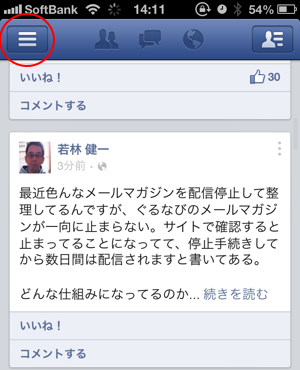 SoftBank 14:11 54%
いいね！ 30
コメントする
若林 健一
3分前・
最近色んなメールマガジンを配信停止して整
理してるんですが、ぐるなびのメールマガジ
ンが一向に止まらない。サイトで確認すると
止まってることになってて、停止手続きして
から数日間は配信されますと書いてある。
どんな仕組みになってるのか... 続きを読む
いいね！
コメントする